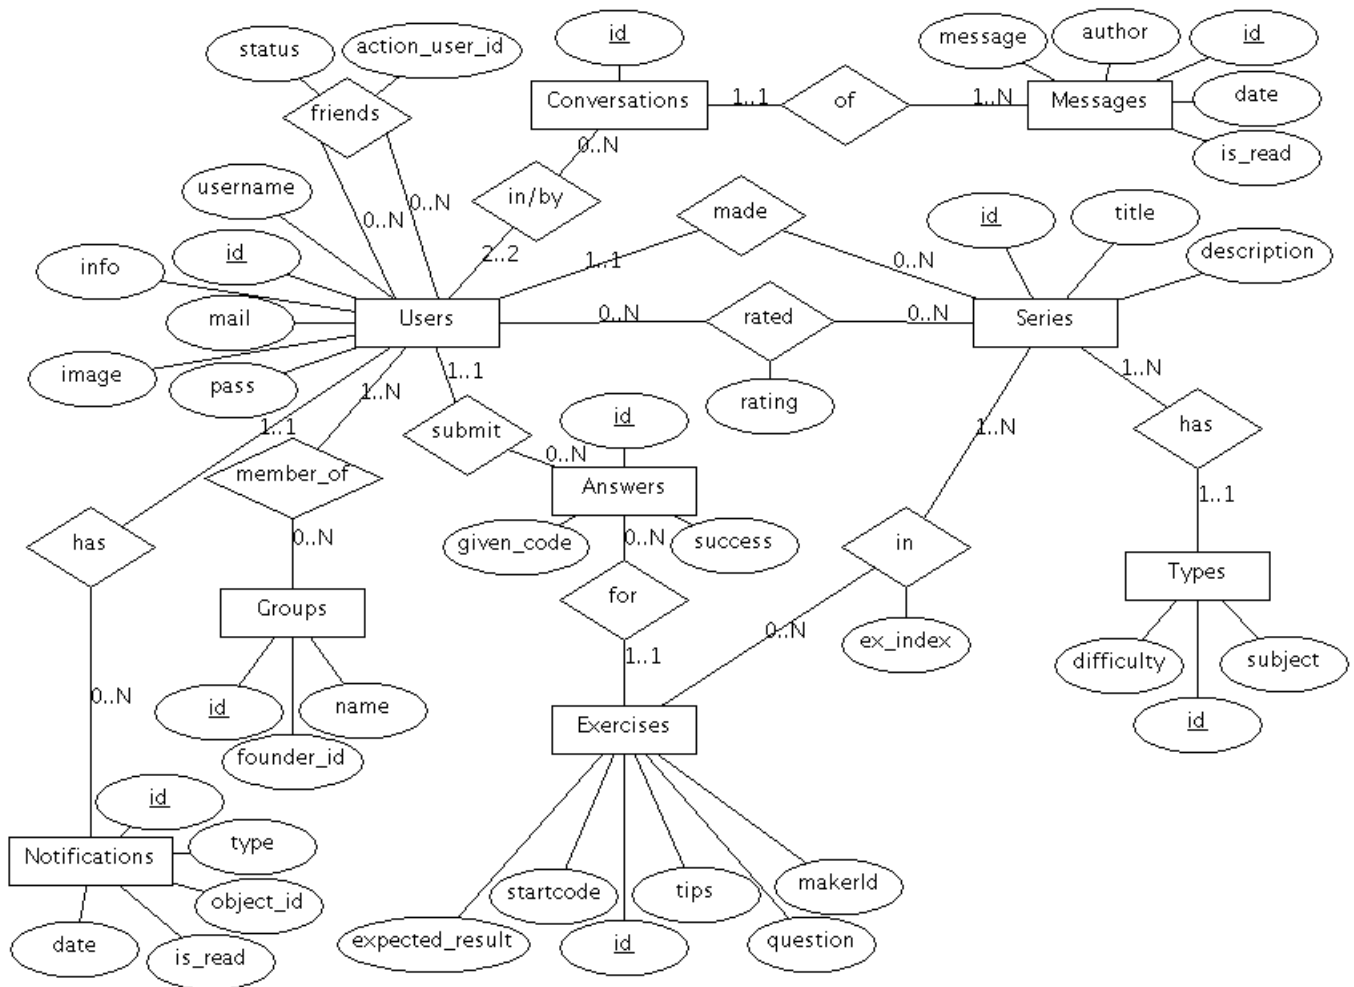 id
status
action_user_id
message
author
id
friends
Conversations
1..1
of
1..N
Messages
date
0..N
is_read
username
in/by
0..N
0..N
made
id
title
id
2..2
1..1
0..N
description
info
mail
Users
0..N
rated
0..N
Series
image
pass
1..1
1..N
1..N
rating
1..1
submit
id
1..N
has
member_of
0..N
Answers
1..1
has
0..N
given_code
0..N
success
in
Types
Groups
for
0..N
ex_index
1..1
difficulty
subject
0..N
id
name
Exercises
id
founder_id
id
Notifications
type
object_id
startcode
tips
makerId
date
is_read
expected_result
id
question